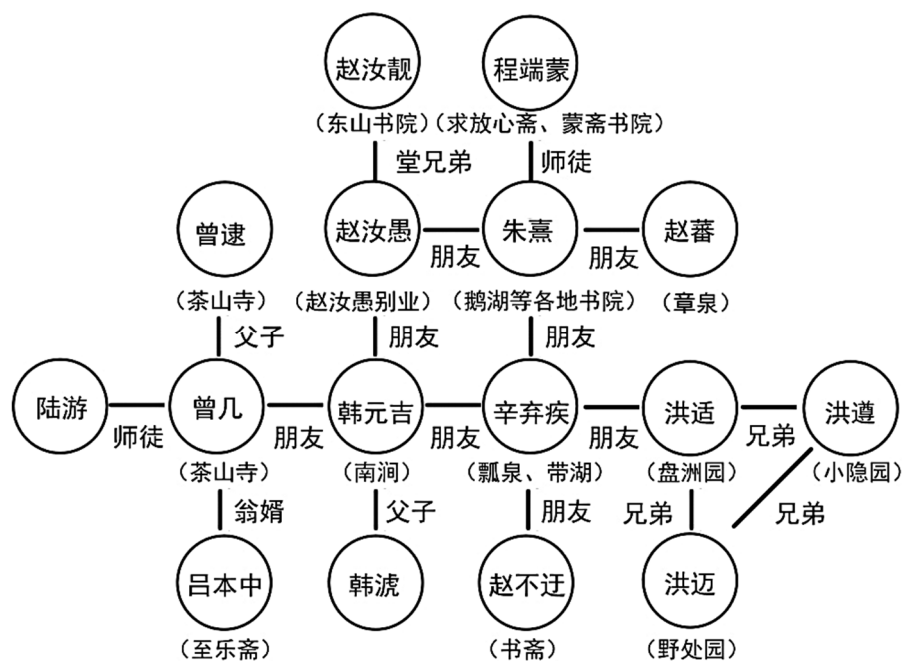 赵汝靓 程端蒙
（东山书院）（求放心斋、蒙斋书院）
堂兄弟 师徒
曾逮 赵汝愚 朱熹 赵蕃
朋友 朋友
（茶山寺） （赵汝愚别业） （鹅湖等各地书院） （章泉）
父子 朋友 朋友
陆游 曾几 韩元吉 辛弃疾 洪适 洪遵
师徒 朋友 朋友 朋友 兄弟
（茶山寺） （南涧） （瓢泉、带湖） （盘洲园） （小隐园）
翁婿 父子 朋友 兄弟 兄弟
吕本中 韩淲 赵不迂 洪迈
（至乐斋） （书斋） （野处园）